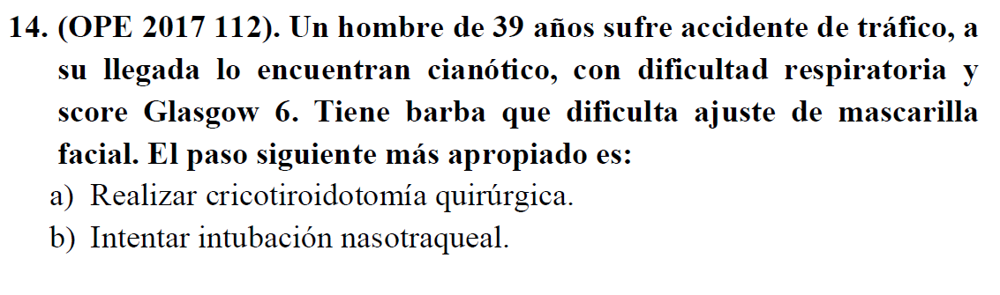 14. (OPE 2017 112). Un hombre de 39 años sufre accidente de tráfico, a
su llegada lo encuentran cianótico, con dificultad respiratoria y
score Glasgow 6. Tiene barba que dificulta ajuste de mascarilla
facial. El paso siguiente más apropiado es:
a) Realizar cricotiroidotomía quirúrgica.
b) Intentar intubación nasotraqueal.